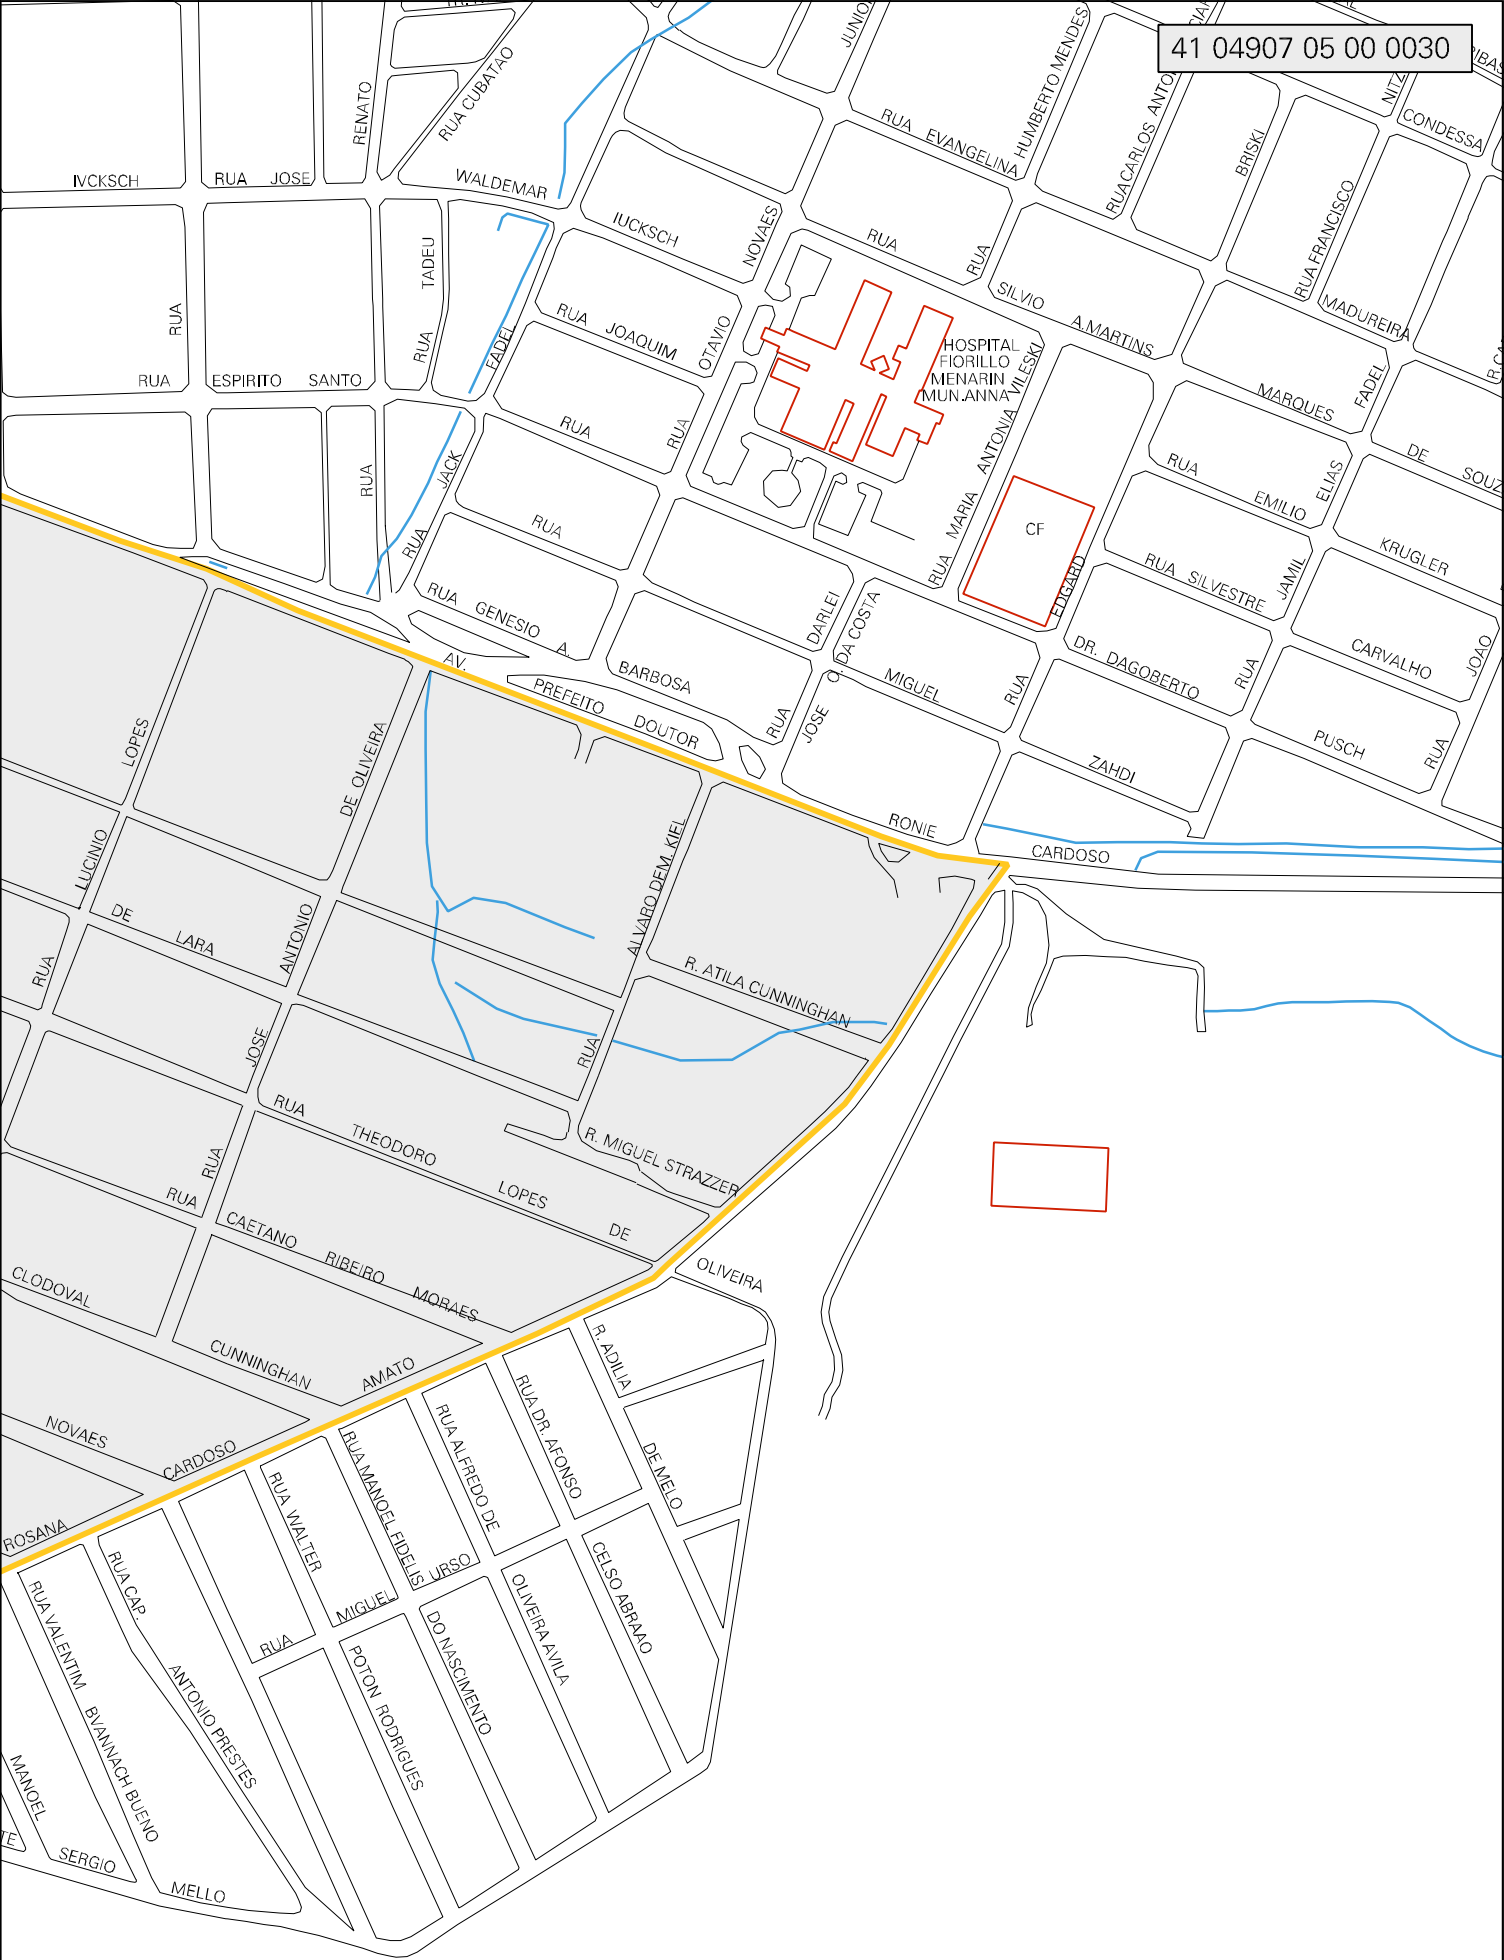 41 04907 05 00 0030
JUNIO
HUMBERTO MENDES
RUA CARLOS ANTO
NITZ
CONDESSA
RENATO
RUA CUBATAO
RUA EVANGELINA
BRISKI
IVCKSCH
RUA JOSE
WALDEMAR
IUCKSCH
NOVAES
RUA
RUA
RUA FRANCISCO
MADUREIRA
TADEU
RUA
SILVIO A.MARTINS
RUA
RUA JOAQUIM
OTAVIO
HOSPITAL
FIORILLO
MENARIN
MUN.ANNA
RUA
FADEL
RUA ESPIRITO SANTO
MARQUES
FADEL
DE SOUZ
RUA
RUA
JACK
RUA
RUA MARIA ANTONIA VILESKI
RUA EMILIO
ELIAS
KRUGLER
RUA
RUA
CF
EDGARD
RUA SILVESTRE
JAMIL
RUA GENESIO A.
BARBOSA
DARLEI
O. DA COSTA
MIGUEL
RUA
DR. DAGOBERTO
RUA
CARVALHO
JOAO
AV. PREFEITO DOUTOR
RUA
JOSE
ZAHDI
PUSCH
RUA
RONIE
CARDOSO
LOPES
LUCINIO
RUA
DE OLIVEIRA
ANTONIO
JOSE
RUA
DE LARA
ALVARO DEM. KIEL
RUA
R. ATILA CUNNINGHAN
RUA THEODORO LOPES DE
OLIVEIRA
R. MIGUEL STRAZZER
RUA CAETANO RIBEIRO MORAES
CLODOVAL
CUNNINGHAN
AMATO
NOVAES
CARDOSO
ROSANA
R. ADILIA
DE MELO
RUA DR. AFONSO
CELSO ABRAAO
RUA ALFREDO DE
OLIVEIRA AVILA
RUA MANOEL FIDELIS
DO NASCIMENTO
RUA WALTER
POTON RODRIGUES
RUA MIGUEL URSO
RUA CAP.
ANTONIO PRESTES
RUA VALENTIM BVANNACH BUENO
MANOEL
TE
SERGIO
MELLO